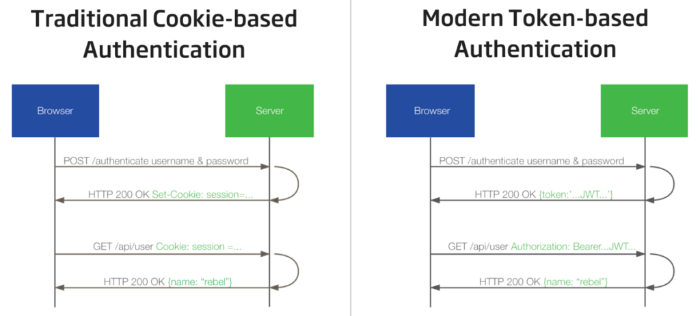 Traditional Cookie-based
Authentication
Browser
Server
POST /authenticate username & password
HTTP 200 OK Set-Cookie: session=...
GET /api/user Cookie: session =...
HTTP 200 OK {name: “rebel”}
Modern Token-based
Authentication
Browser
Server
POST /authenticate username & password
HTTP 200 OK {token:’...JWT...’}
GET /api/user Authorization: Bearer...JWT...
HTTP 200 OK {name: “rebel”}